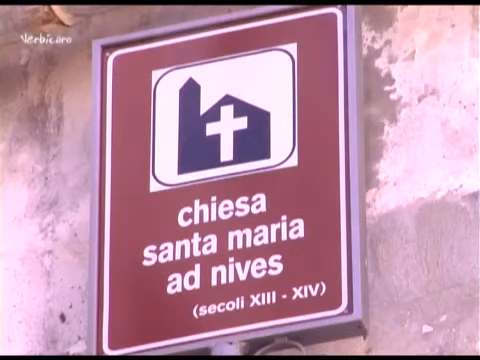 Verbicaro
chiesa
santa maria
ad nives
(secoli XIII - XIV)